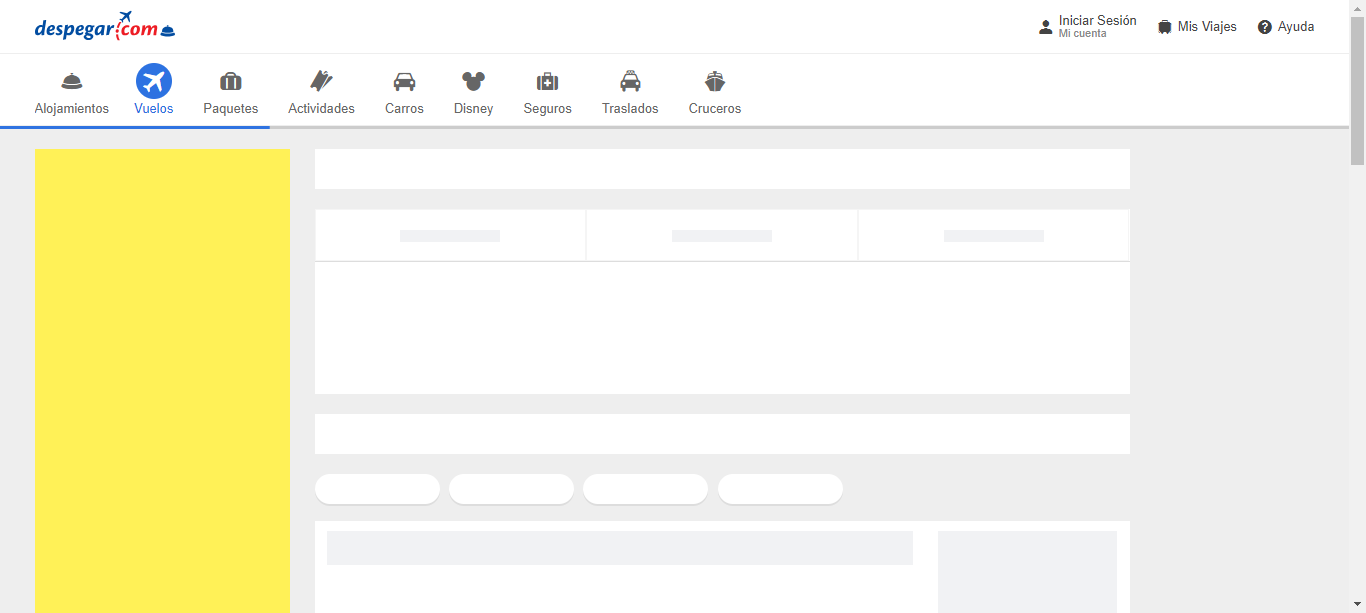 despegar.com
Iniciar Sesión
Mi cuenta
Mis Viajes
Ayuda
Alojamientos
Vuelos
Paquetes
Actividades
Carros
Disney
Seguros
Traslados
Cruceros